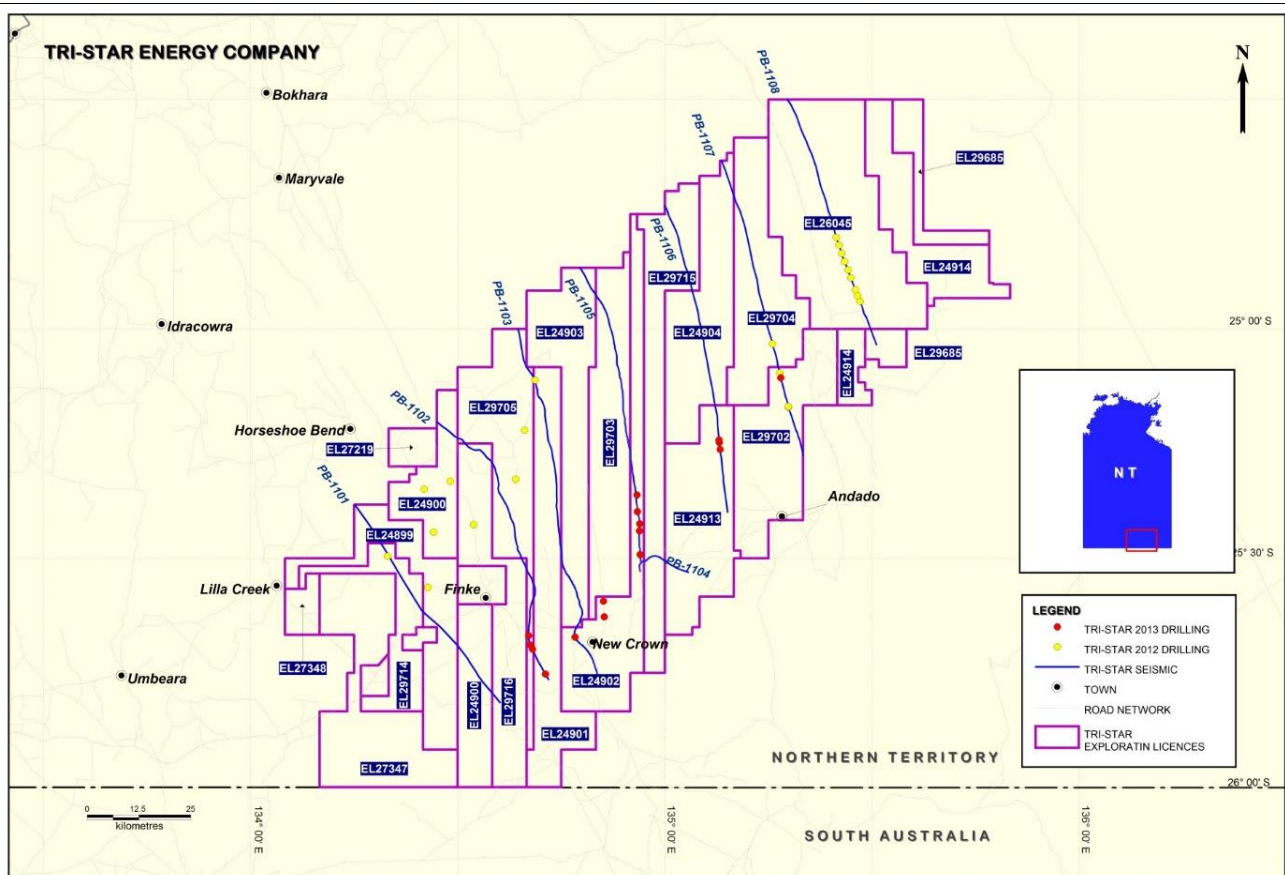 TRI-STAR ENERGY COMPANY
N
Bokhara
Maryvale
Idracowra
Horseshoe Bend
Lilla Creek
Umbeara
Finke
New Crown
Andado
PB-1108
PB-1107
PB-1106
PB-1105
PB-1103
PB-1102
PB-1101
PB-1104
EL29685
EL26045
EL24914
EL29715
EL29704
EL24903
EL24904
EL24914
EL29685
EL29705
EL29703
EL29702
EL27219
EL24900
EL24913
EL24899
EL27348
EL29714
EL24900
EL29716
EL24902
EL24901
EL27347
25° 00' S
25° 30' S
26° 00' S
NT
LEGEND
TRI-STAR 2013 DRILLING
TRI-STAR 2012 DRILLING
TRI-STAR SEISMIC
TOWN
ROAD NETWORK
TRI-STAR
EXPLORATIN LICENCES
NORTHERN TERRITORY
SOUTH AUSTRALIA
0 12.5 25
kilometres
134° 00' E
135° 00' E
136° 00' E